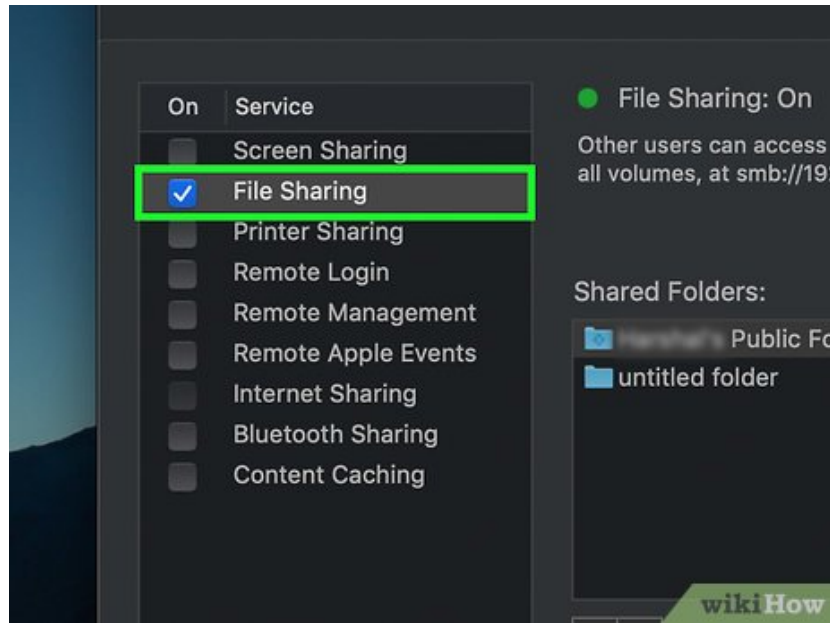 On Service
Screen Sharing
File Sharing
Printer Sharing
Remote Login
Remote Management
Remote Apple Events
Internet Sharing
Bluetooth Sharing
Content Caching
File Sharing: On
Other users can access
all volumes, at smb://19
Shared Folders:
Public Fo
untitled folder
wikiHow